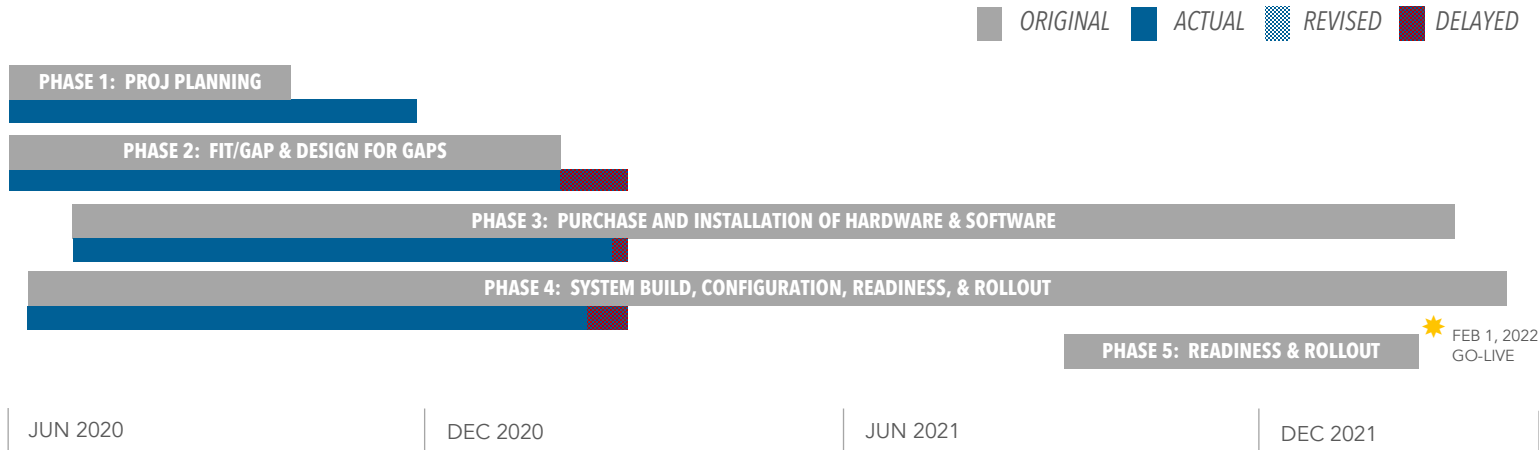 ORIGINAL ACTUAL REVISED DELAYED
PHASE 1: PROJ PLANNING
PHASE 2: FIT/GAP & DESIGN FOR GAPS
PHASE 3: PURCHASE AND INSTALLATION OF HARDWARE & SOFTWARE
PHASE 4: SYSTEM BUILD, CONFIGURATION, READINESS, & ROLLOUT
PHASE 5: READINESS & ROLLOUT
FEB 1, 2022
GO-LIVE
JUN 2020 DEC 2020 JUN 2021 DEC 2021